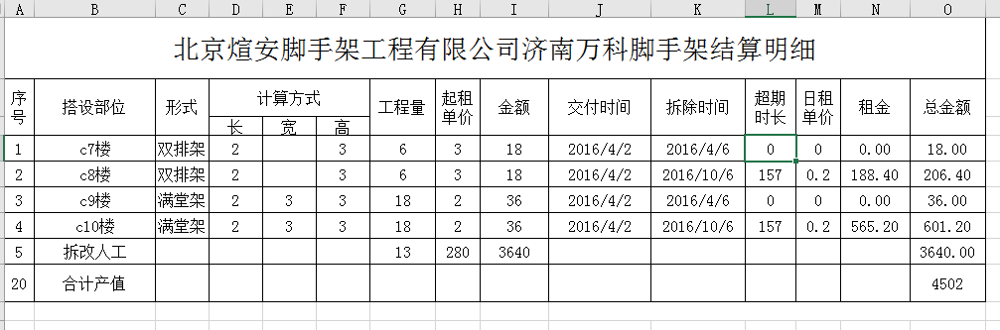 A B C D E F G H I J K L M N O
北京煊安脚手架工程有限公司济南万科脚手架结算明细
序号 搭设部位 形式 计算方式 工程量 起租单价 金额 交付时间 拆除时间 超期时长 日租单价 租金 总金额
长 宽 高
1 c7楼 双排架 2 3 6 3 18 2016/4/2 2016/4/6 0 0 0.00 18.00
2 c8楼 双排架 2 3 6 3 18 2016/4/2 2016/10/6 157 0.2 188.40 206.40
3 c9楼 满堂架 2 3 3 18 2 36 2016/4/2 2016/4/6 0 0 0.00 36.00
4 c10楼 满堂架 2 3 3 18 2 36 2016/4/2 2016/10/6 157 0.2 565.20 601.20
5 拆改人工 13 280 3640 3640.00
20 合计产值 4502